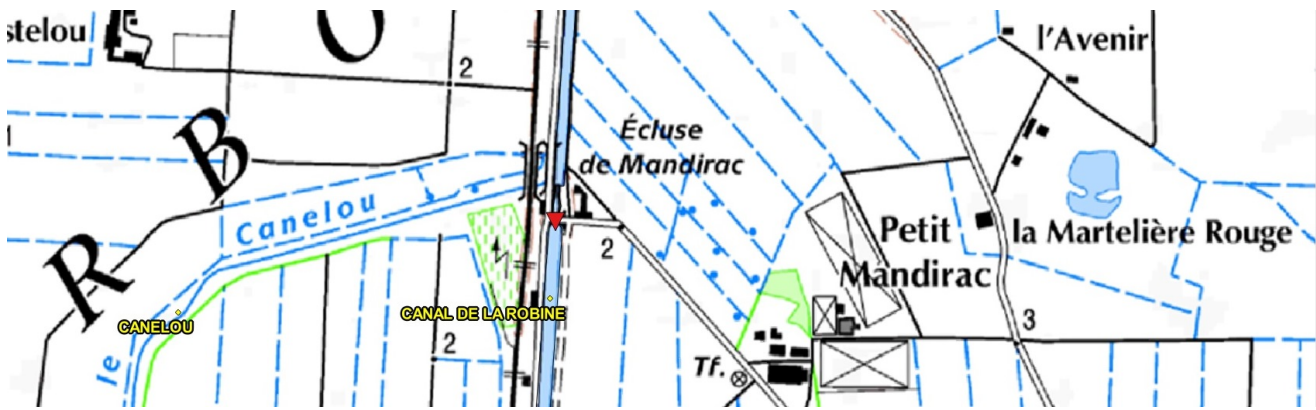 stelou
O
2
l'Avenir
Écluse
de Mandirac
B
Canelou
Petit
Mandirac
la Martelière Rouge
2
R
CANELOU
CANAL DE LA ROBINE
le
2
3
Tf.